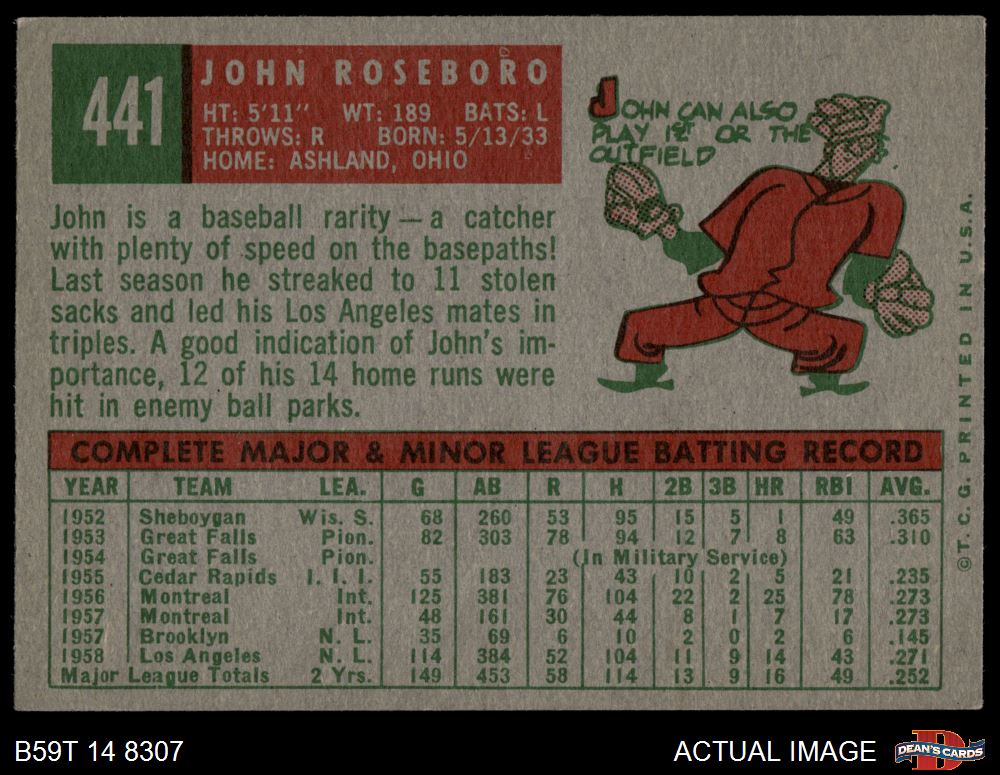 441
JOHN ROSEBORO
HT: 5'11" WT: 189 BATS: L
THROWS: R BORN: 5/13/33
HOME: ASHLAND, OHIO
JOHN CAN ALSO
PLAY 1ST OR THE
OUTFIELD
John is a baseball rarity — a catcher
with plenty of speed on the basepaths!
Last season he streaked to 11 stolen
sacks and led his Los Angeles mates in
triples. A good indication of John's im-
portance, 12 of his 14 home runs were
hit in enemy ball parks.
COMPLETE MAJOR & MINOR LEAGUE BATTING RECORD
YEAR TEAM LEA. G AB R H 2B 3B HR RBI AVG.
1952 Sheboygan Wis. S. 68 260 53 95 15 5 1 49 .365
1953 Great Falls Pion. 82 303 78 94 12 7 8 63 .310
1954 Great Falls Pion. (In Military Service)
1955 Cedar Rapids I. I. I. 55 183 23 43 10 2 5 21 .235
1956 Montreal Int. 125 381 76 104 22 2 25 78 .273
1957 Montreal Int. 48 161 30 44 8 1 7 17 .273
1957 Brooklyn N. L. 35 69 6 10 2 0 2 6 .145
1958 Los Angeles N. L. 114 384 52 104 11 9 14 43 .271
Major League Totals 2 Yrs. 149 453 58 114 13 9 16 49 .252
© T. C. G. PRINTED IN U.S.A.
B59T 14 8307
ACTUAL IMAGE
DEAN'S CARDS